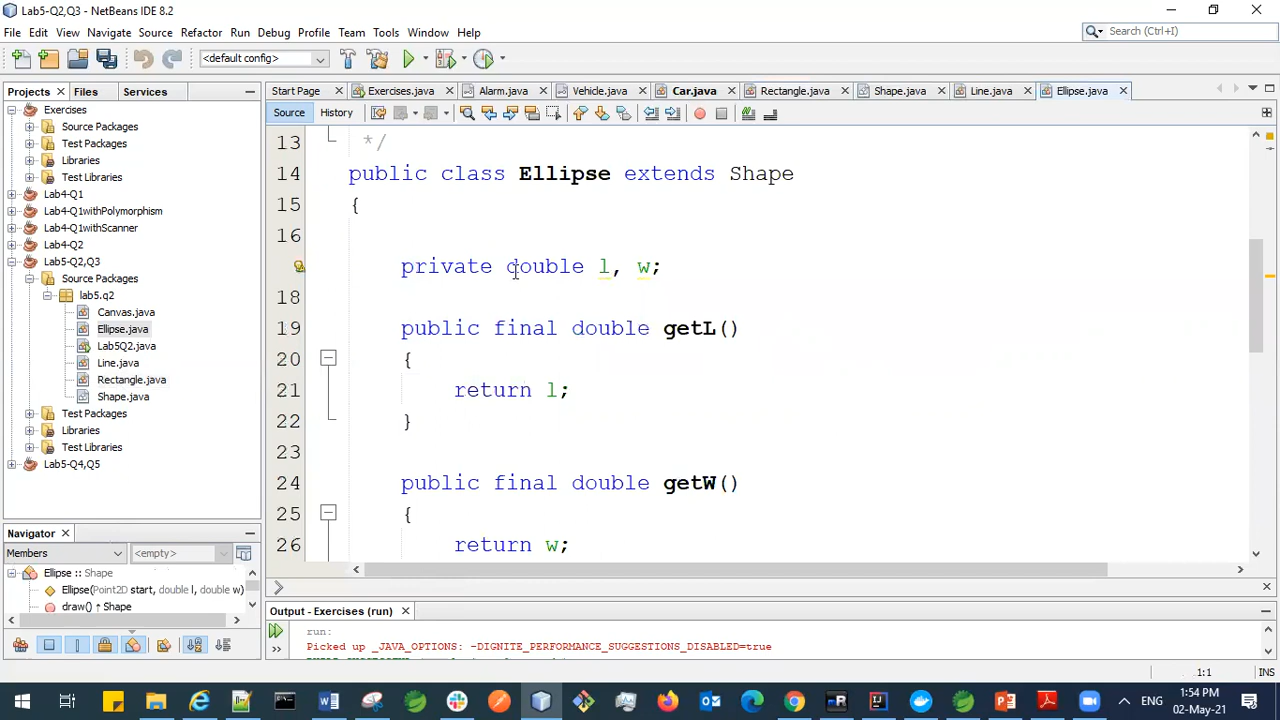 Lab5-Q2,Q3 - NetBeans IDE 8.2
File Edit View Navigate Source Refactor Run Debug Profile Team Tools Window Help
Search (Ctrl+I)
<default config>
Projects Files Services
Start Page Exercises.java Alarm.java Vehicle.java Car.java Rectangle.java Shape.java Line.java Ellipse.java
Source History
Exercises
Source Packages
Test Packages
Libraries
Test Libraries
Lab4-Q1
Lab4-Q1withPolymorphism
Lab4-Q1withScanner
Lab4-Q2
Lab5-Q2,Q3
Source Packages
lab5.q2
Canvas.java
Ellipse.java
Lab5Q2.java
Line.java
Rectangle.java
Shape.java
Test Packages
Libraries
Test Libraries
Lab5-Q4,Q5
13 */
14 public class Ellipse extends Shape
15 {
16
private double l, w;
18
19 public final double getL()
20 {
21 return l;
22 }
23
24 public final double getW()
25 {
26 return w;
Navigator
Members <empty>
Ellipse :: Shape
Ellipse(Point2D start, double l, double w)
draw() ↑ Shape
Output - Exercises (run)
run:
Picked up _JAVA_OPTIONS: -DIGNITE_PERFORMANCE_SUGGESTIONS_DISABLED=true
1:1 INS
ENG
1:54 PM
02-May-21